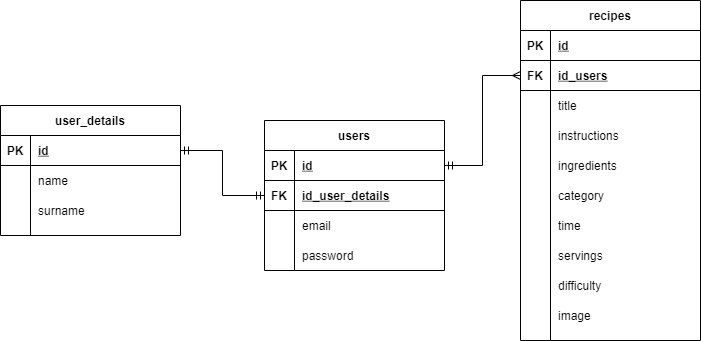 user_details
PK id
name
surname
users
PK id
FK id_user_details
email
password
recipes
PK id
FK id_users
title
instructions
ingredients
category
time
servings
difficulty
image